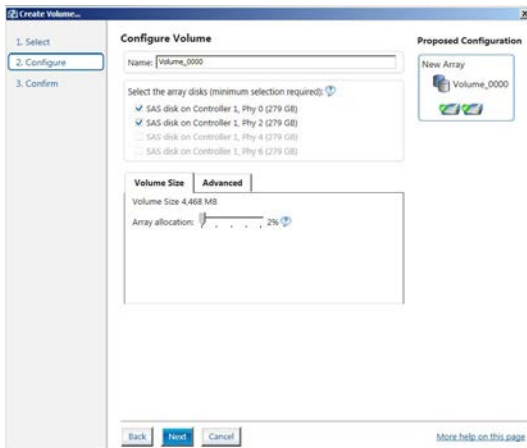 Create Volume...
1. Select
2. Configure
3. Confirm
Configure Volume
Name: Volume_0000
Select the array disks (minimum selection required):
SAS disk on Controller 1, Phy 0 (279 GB)
SAS disk on Controller 1, Phy 2 (279 GB)
SAS disk on Controller 1, Phy 4 (279 GB)
SAS disk on Controller 1, Phy 6 (279 GB)
Volume Size Advanced
Volume Size 4,468 MB
Array allocation: 2%
Proposed Configuration
New Array
Volume_0000
Back Next Cancel
More help on this page